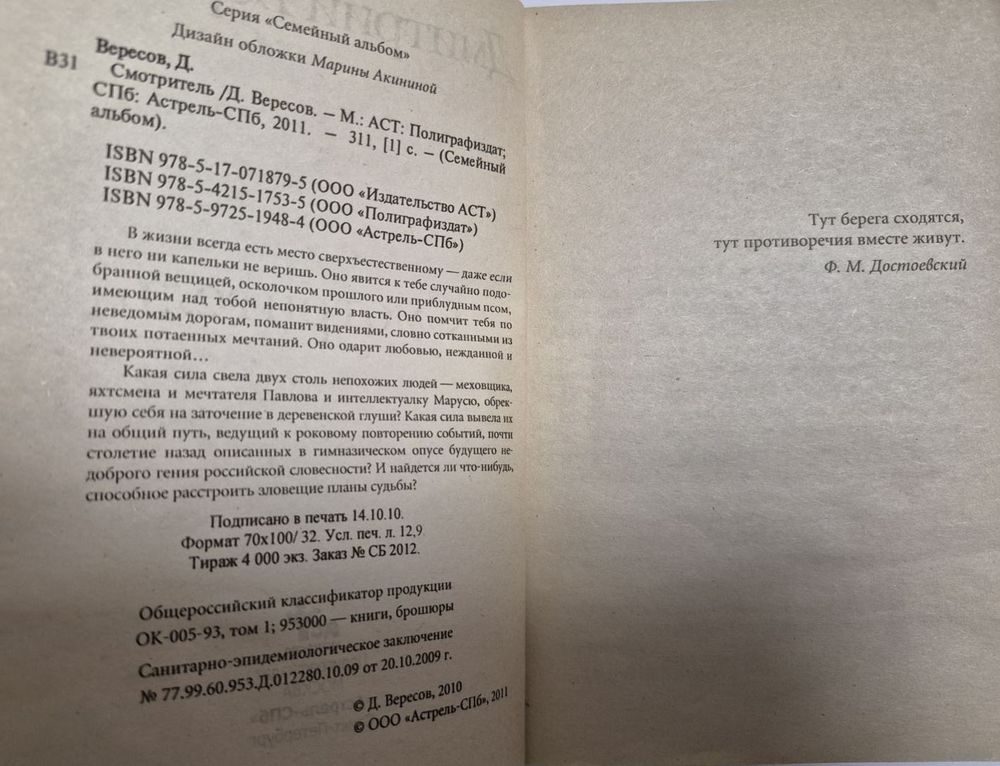 Серия «Семейный альбом»
Дизайн обложки Марины Акининой
Вересов, Д.
В31
Смотритель /Д. Вересов. – М.: АСТ: Полиграфиздат;
СПб: Астрель-СПб, 2011. – 311, [1] с. – (Семейный
альбом).
ISBN 978-5-17-071879-5 (ООО «Издательство АСТ»)
ISBN 978-5-4215-1753-5 (ООО «Полиграфиздат»)
ISBN 978-5-9725-1948-4 (ООО «Астрель-СПб»)
В жизни всегда есть место сверхъестественному — даже если
в него ни капельки не веришь. Оно явится к тебе случайно подо-
бранной вещицей, осколочком прошлого или приблудным псом,
имеющим над тобой непонятную власть. Оно помчит тебя по
неведомым дорогам, поманит видениями, словно сотканными из
твоих потаенных мечтаний. Оно одарит любовью, нежданной и
невероятной…
Какая сила свела двух столь непохожих людей — меховщика,
яхтсмена и мечтателя Павлова и интеллектуалку Марусю, обрек-
шую себя на заточение в деревенской глуши? Какая сила вывела их
на общий путь, ведущий к роковому повторению событий, почти
столетие назад описанных в гимназическом опусе будущего не-
доброго гения российской словесности? И найдется ли что-нибудь,
способное расстроить зловещие планы судьбы?
Подписано в печать 14.10.10.
Формат 70х100/ 32. Усл. печ. л. 12,9
Тираж 4 000 экз. Заказ № СБ 2012.
Общероссийский классификатор продукции
ОК-005-93, том 1; 953000 — книги, брошюры
Санитарно-эпидемиологическое заключение
№ 77.99.60.953.Д.012280.10.09 от 20.10.2009 г.
© Д. Вересов, 2010
© ООО «Астрель-СПб», 2011
Тут берега сходятся,
тут противоречия вместе живут.
Ф. М. Достоевский